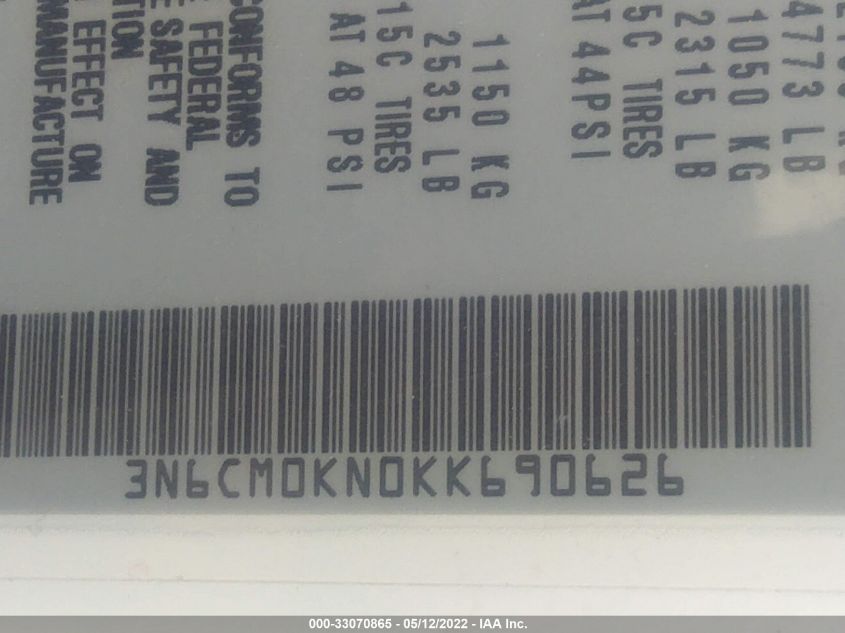 4773 LB
1050 KG
2315 LB
5C TIRES
AT 44PSI
1150 KG
2535 LB
15C TIRES
AT 48 PSI
CONFORMS TO
FEDERAL
SAFETY AND
TION
EFFECT ON
MANUFACTURE
3N6CM0KN0KK690626
000-33070865 - 05/12/2022 - IAA Inc.